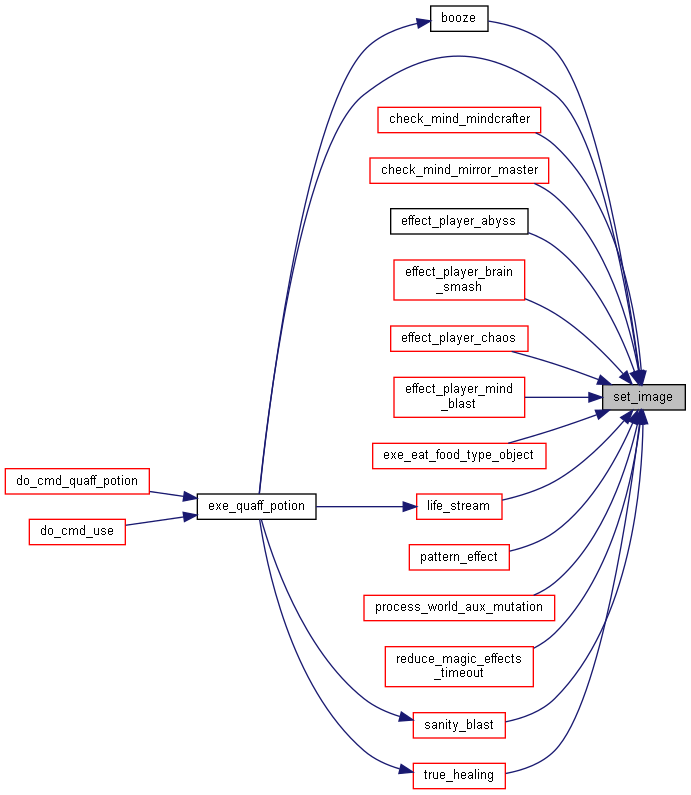 booze
check_mind_mindcrafter
check_mind_mirror_master
effect_player_abyss
effect_player_brain
_smash
effect_player_chaos
set_image
effect_player_mind
_blast
exe_eat_food_type_object
do_cmd_quaff_potion
exe_quaff_potion
life_stream
do_cmd_use
pattern_effect
process_world_aux_mutation
reduce_magic_effects
_timeout
sanity_blast
true_healing